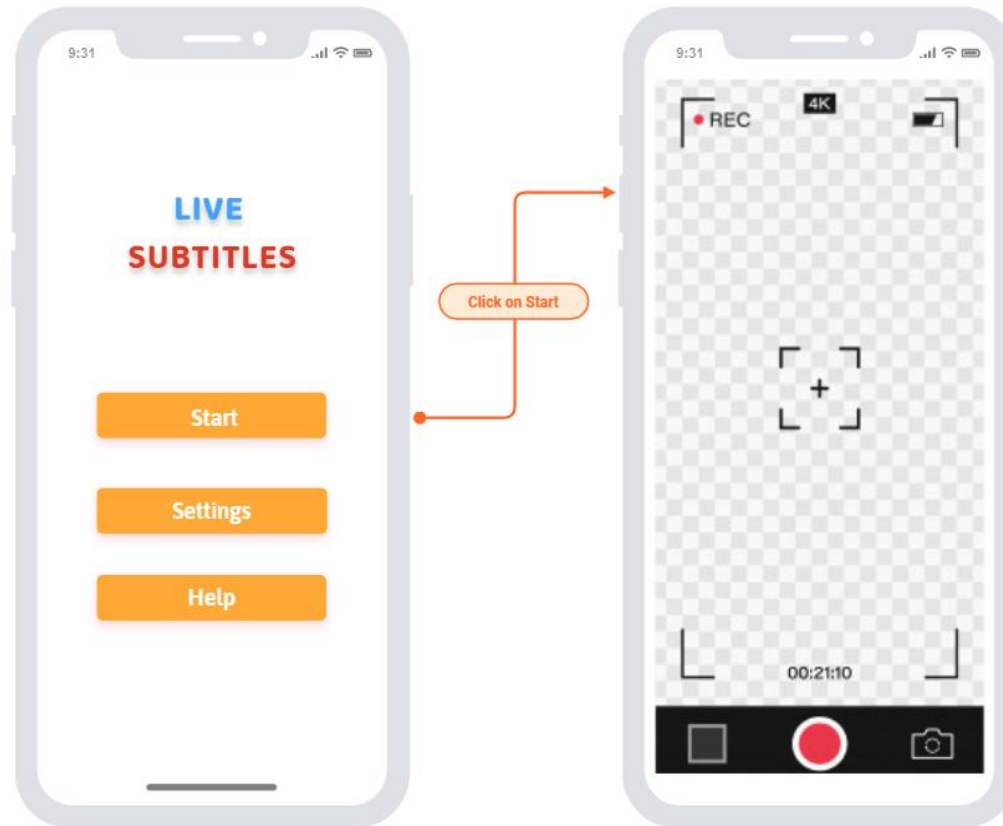 9:31
LIVE
SUBTITLES
Start
Settings
Help
Click on Start
9:31
4K
REC
00:21:10